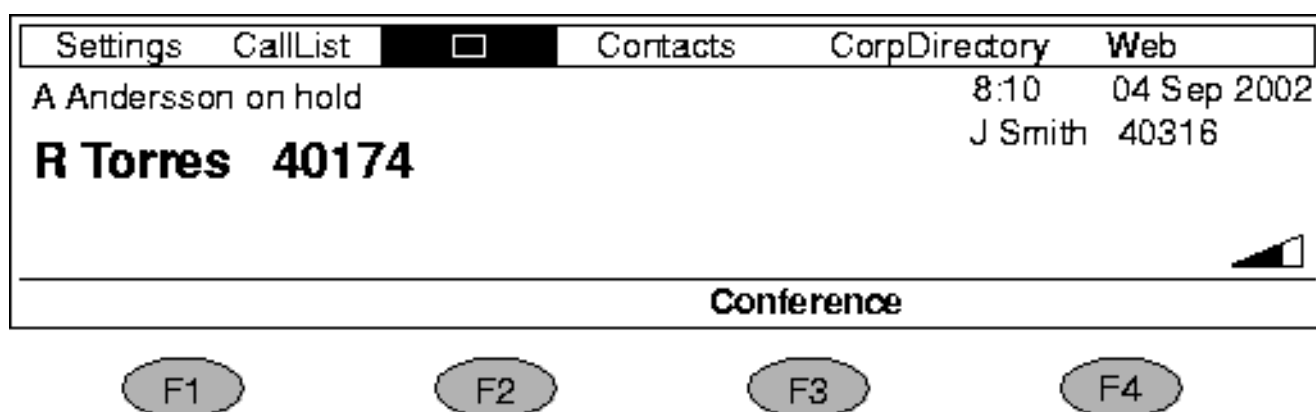 Settings CallList Contacts CorpDirectory Web
A Andersson on hold 8:10 04 Sep 2002
J Smith 40316
R Torres 40174
Conference
F1 F2 F3 F4